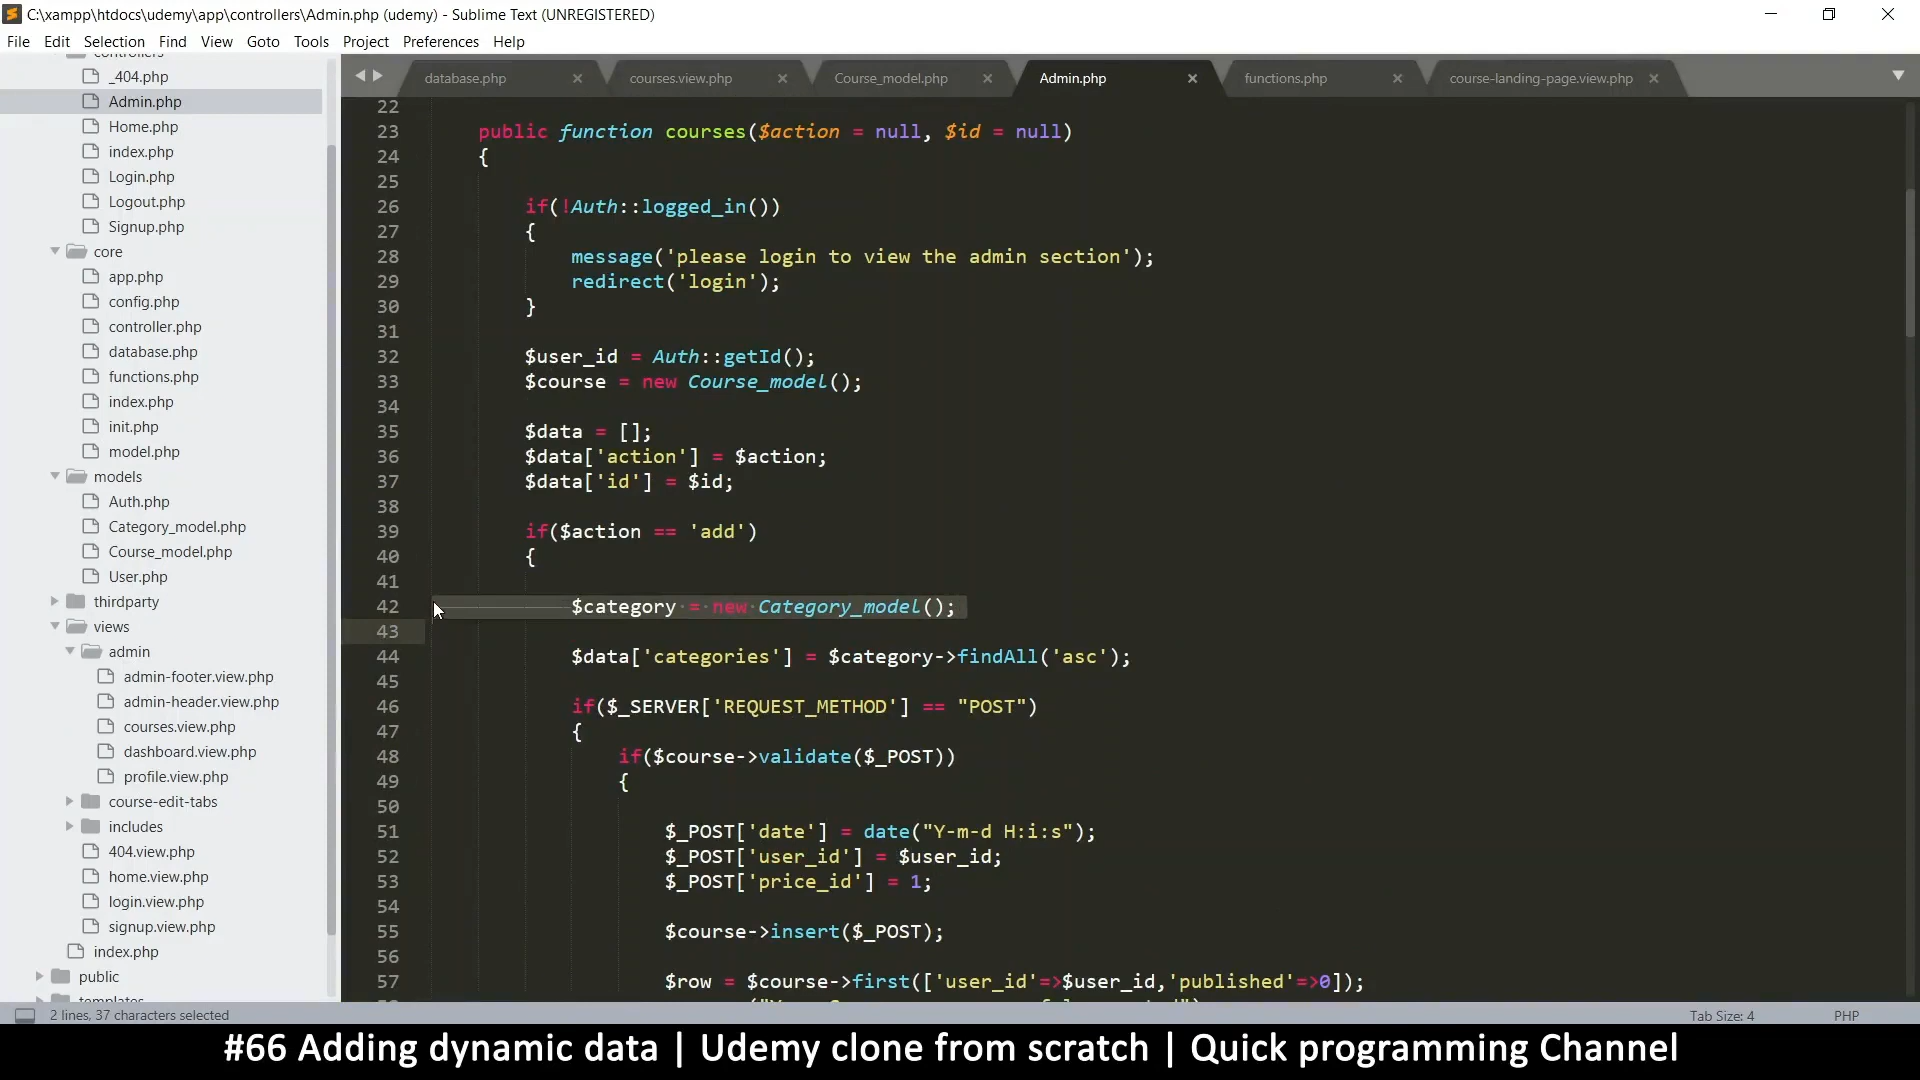 C:\xampp\htdocs\udemy\app\controllers\Admin.php (udemy) - Sublime Text (UNREGISTERED)
File Edit Selection Find View Goto Tools Project Preferences Help
controllers
_404.php
Admin.php
Home.php
index.php
Login.php
Logout.php
Signup.php
core
app.php
config.php
controller.php
database.php
functions.php
index.php
init.php
model.php
models
Auth.php
Category_model.php
Course_model.php
User.php
thirdparty
views
admin
admin-footer.view.php
admin-header.view.php
courses.view.php
dashboard.view.php
profile.view.php
course-edit-tabs
includes
404.view.php
home.view.php
login.view.php
signup.view.php
index.php
public
templates
database.php courses.view.php Course_model.php Admin.php functions.php course-landing-page.view.php
22
23 public function courses($action = null, $id = null)
24 {
25
26 if(!Auth::logged_in())
27 {
28 message('please login to view the admin section');
29 redirect('login');
30 }
31
32 $user_id = Auth::getId();
33 $course = new Course_model();
34
35 $data = [];
36 $data['action'] = $action;
37 $data['id'] = $id;
38
39 if($action == 'add')
40 {
41
42 $category = new Category_model();
43
44 $data['categories'] = $category->findAll('asc');
45
46 if($_SERVER['REQUEST_METHOD'] == "POST")
47 {
48 if($course->validate($_POST))
49 {
50
51 $_POST['date'] = date("Y-m-d H:i:s");
52 $_POST['user_id'] = $user_id;
53 $_POST['price_id'] = 1;
54
55 $course->insert($_POST);
56
57 $row = $course->first(['user_id'=>$user_id,'published'=>0]);
2 lines, 37 characters selected
Tab Size: 4 PHP
#66 Adding dynamic data | Udemy clone from scratch | Quick programming Channel